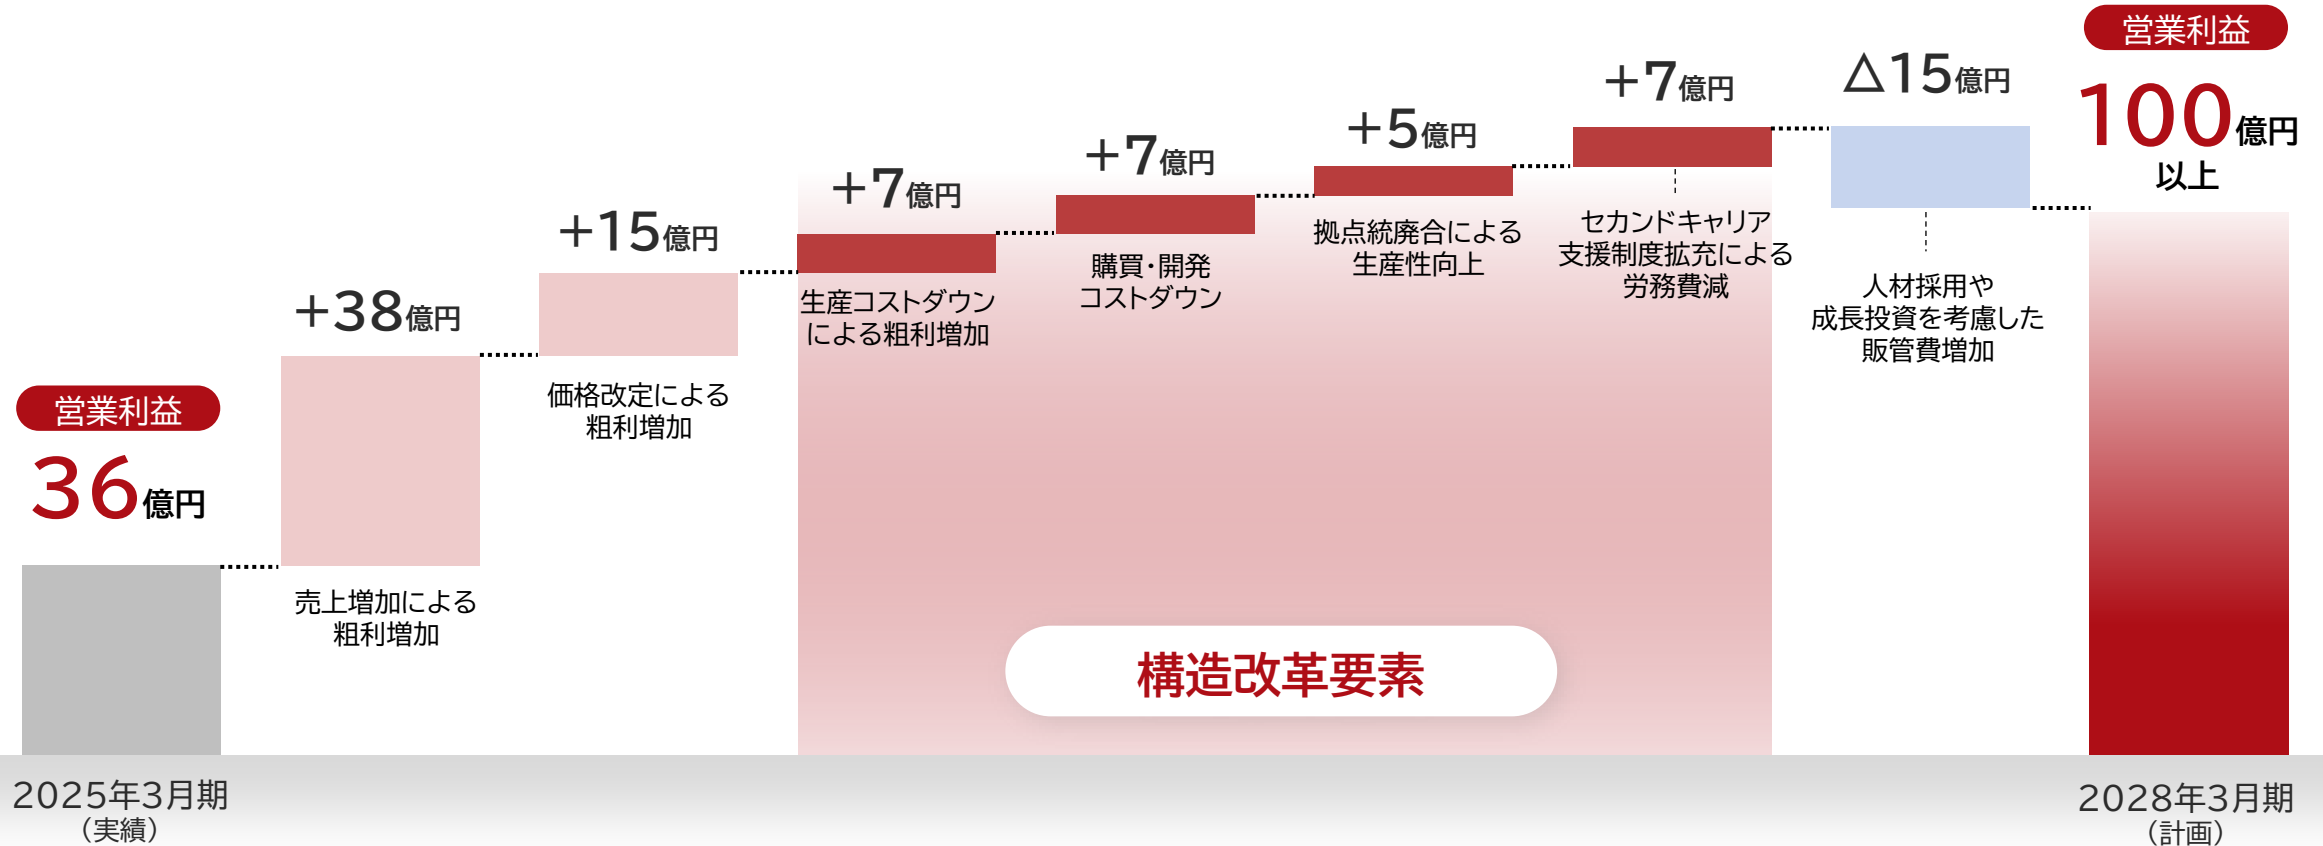 営業利益
36億円
2025年3月期
（実績）
+38億円
売上増加による
粗利増加
+15億円
価格改定による
粗利増加
+7億円
生産コストダウン
による粗利増加
+7億円
購買・開発
コストダウン
+5億円
拠点統廃合による
生産性向上
+7億円
セカンドキャリア
支援制度拡充による
労務費減
構造改革要素
△15億円
人材採用や
成長投資を考慮した
販管費増加
営業利益
100億円
以上
2028年3月期
（計画）